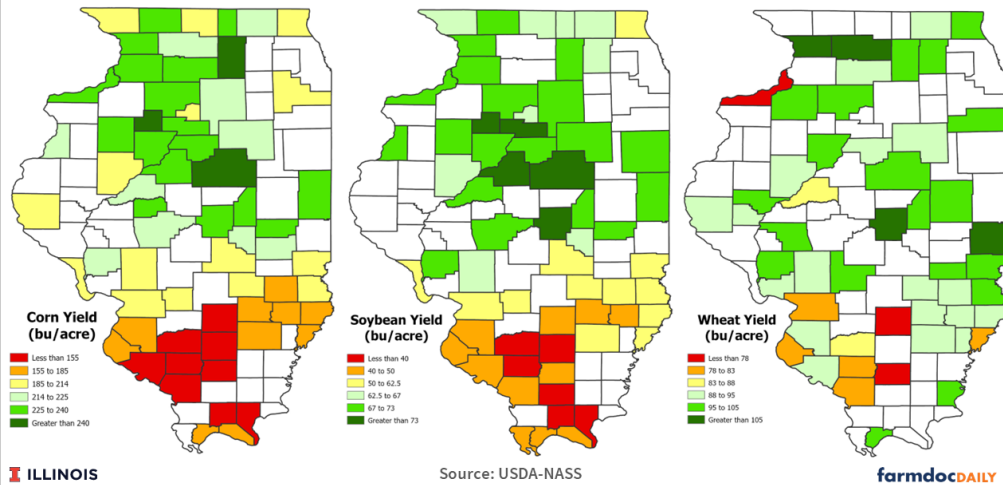 Corn Yield
(bu/acre)
Less than 155
155 to 185
185 to 214
214 to 225
225 to 240
Greater than 240
Soybean Yield
(bu/acre)
Less than 40
40 to 50
50 to 62.5
62.5 to 67
67 to 73
Greater than 73
Wheat Yield
(bu/acre)
Less than 78
78 to 83
83 to 88
88 to 95
95 to 105
Greater than 105
I ILLINOIS
Source: USDA-NASS
farmdocDAILY